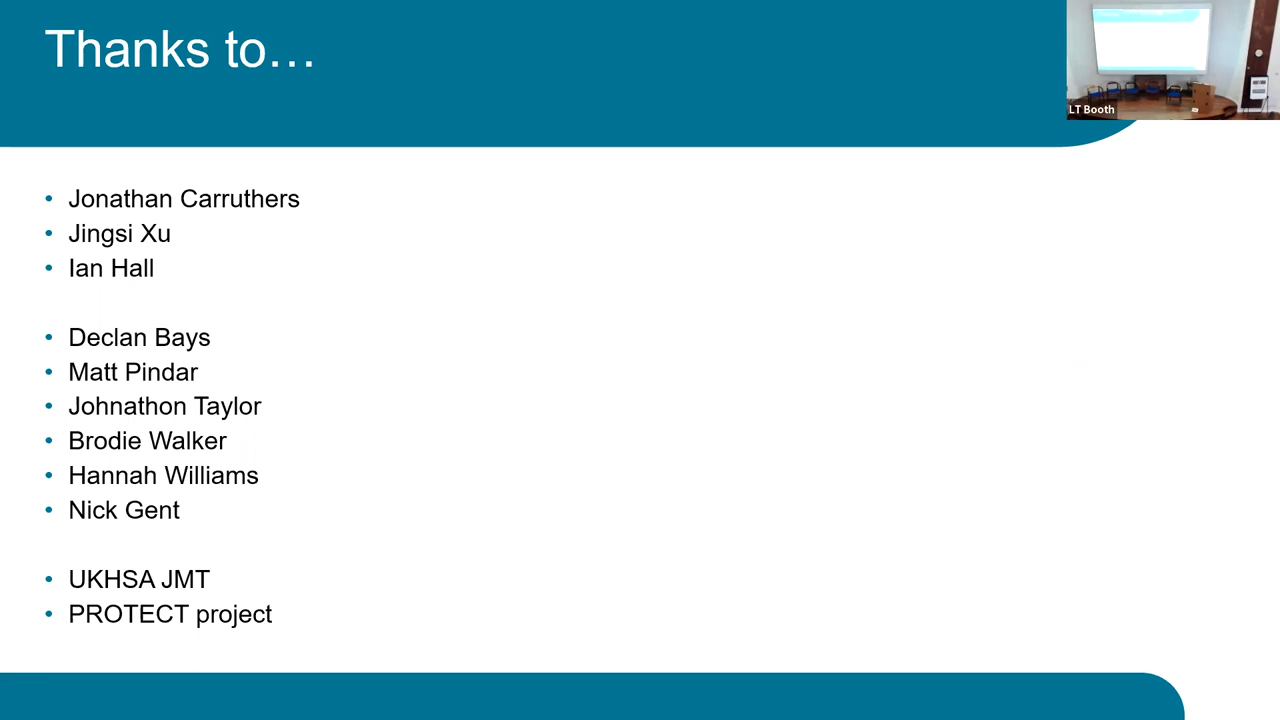 Thanks to…
LT Booth
• Jonathan Carruthers
• Jingsi Xu
• Ian Hall
• Declan Bays
• Matt Pindar
• Johnathon Taylor
• Brodie Walker
• Hannah Williams
• Nick Gent
• UKHSA JMT
• PROTECT project